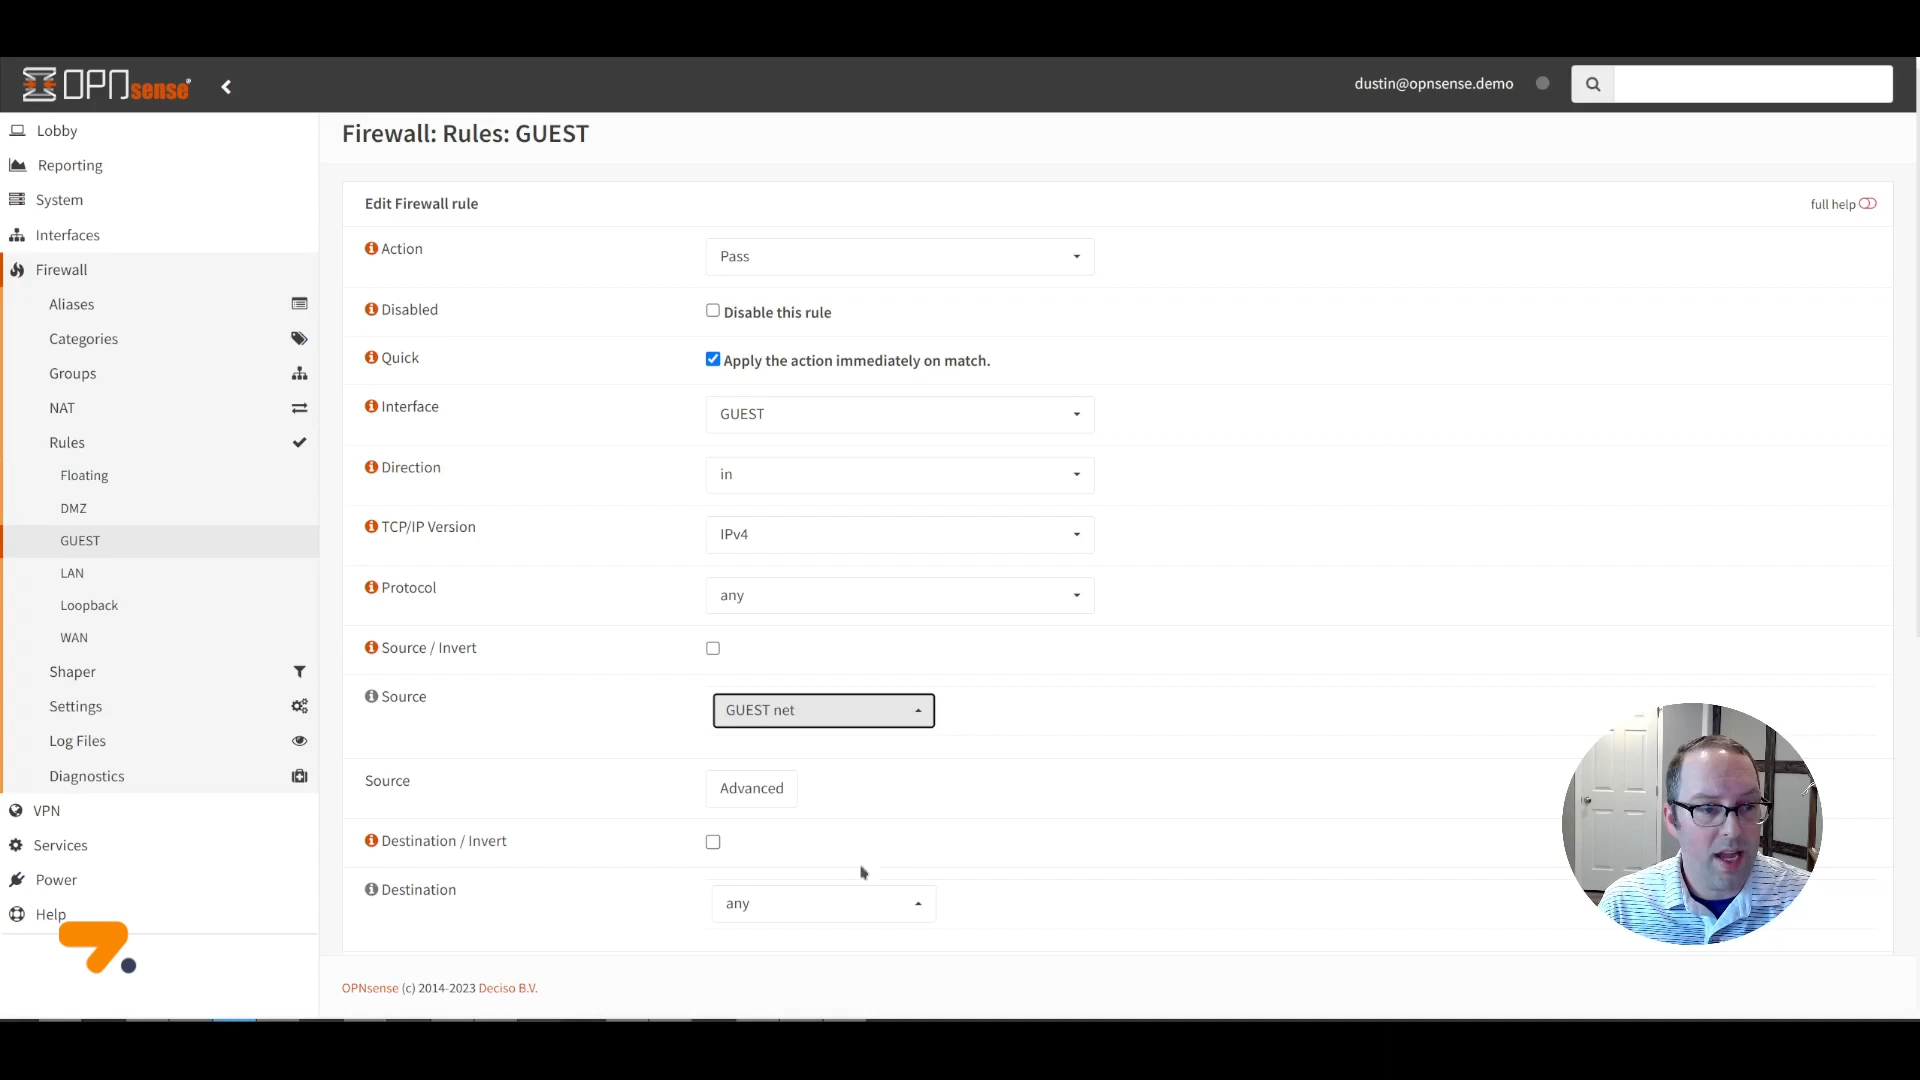 OPNsense
dustin@opnsense.demo
Lobby
Reporting
System
Interfaces
Firewall
Aliases
Categories
Groups
NAT
Rules
Floating
DMZ
GUEST
LAN
Loopback
WAN
Shaper
Settings
Log Files
Diagnostics
VPN
Services
Power
Help
Firewall: Rules: GUEST
Edit Firewall rule
full help
Action
Pass
Disabled
Disable this rule
Quick
Apply the action immediately on match.
Interface
GUEST
Direction
in
TCP/IP Version
IPv4
Protocol
any
Source / Invert
Source
GUEST net
Source
Advanced
Destination / Invert
Destination
any
OPNsense (c) 2014-2023 Deciso B.V.